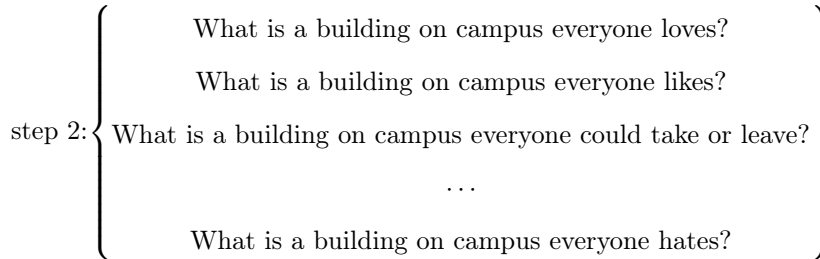 What is a building on campus everyone loves?
What is a building on campus everyone likes?
step 2: What is a building on campus everyone could take or leave?
...
What is a building on campus everyone hates?